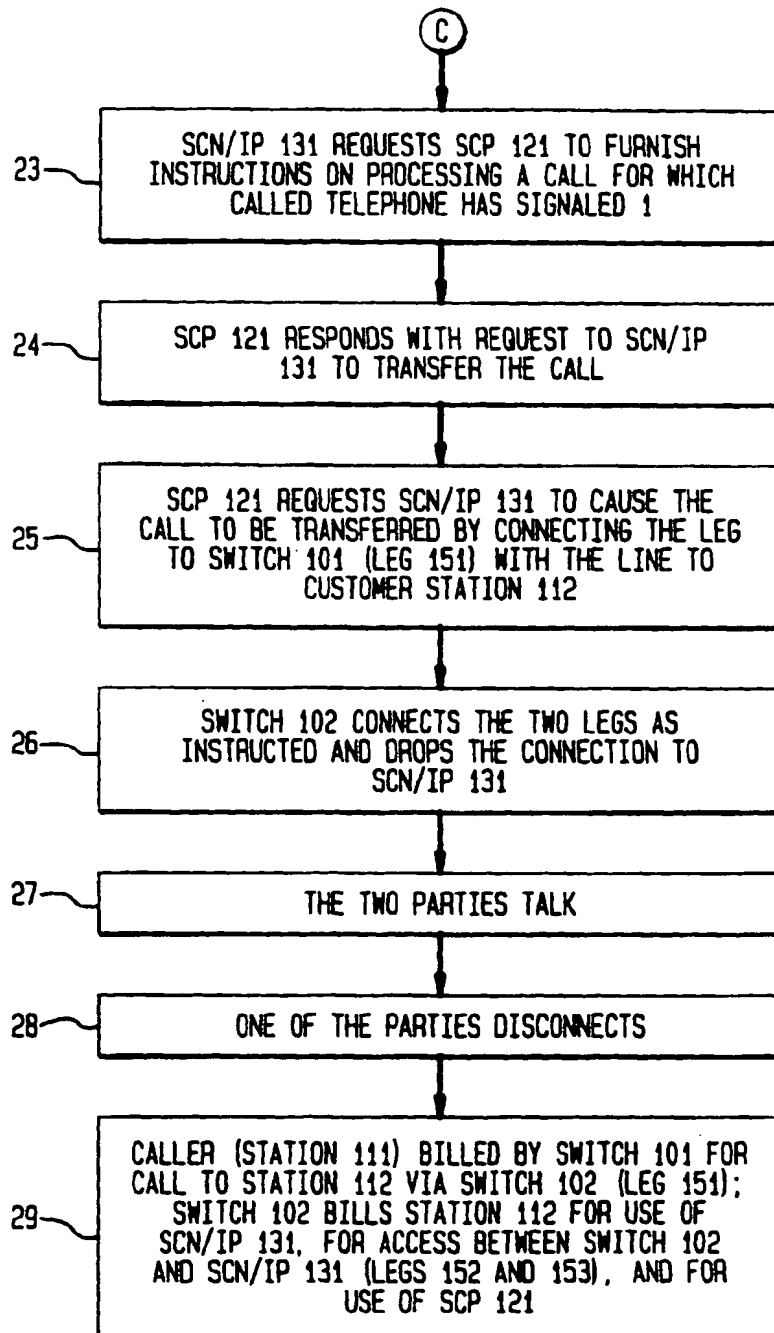 C
23
SCN/IP 131 REQUESTS SCP 121 TO FURNISH
INSTRUCTIONS ON PROCESSING A CALL FOR WHICH
CALLED TELEPHONE HAS SIGNALED 1
24
SCP 121 RESPONDS WITH REQUEST TO SCN/IP
131 TO TRANSFER THE CALL
25
SCP 121 REQUESTS SCN/IP 131 TO CAUSE THE
CALL TO BE TRANSFERRED BY CONNECTING THE LEG
TO SWITCH 101 (LEG 151) WITH THE LINE TO
CUSTOMER STATION 112
26
SWITCH 102 CONNECTS THE TWO LEGS AS
INSTRUCTED AND DROPS THE CONNECTION TO
SCN/IP 131
27
THE TWO PARTIES TALK
28
ONE OF THE PARTIES DISCONNECTS
29
CALLER (STATION 111) BILLED BY SWITCH 101 FOR
CALL TO STATION 112 VIA SWITCH 102 (LEG 151);
SWITCH 102 BILLS STATION 112 FOR USE OF
SCN/IP 131, FOR ACCESS BETWEEN SWITCH 102
AND SCN/IP 131 (LEGS 152 AND 153), AND FOR
USE OF SCP 121